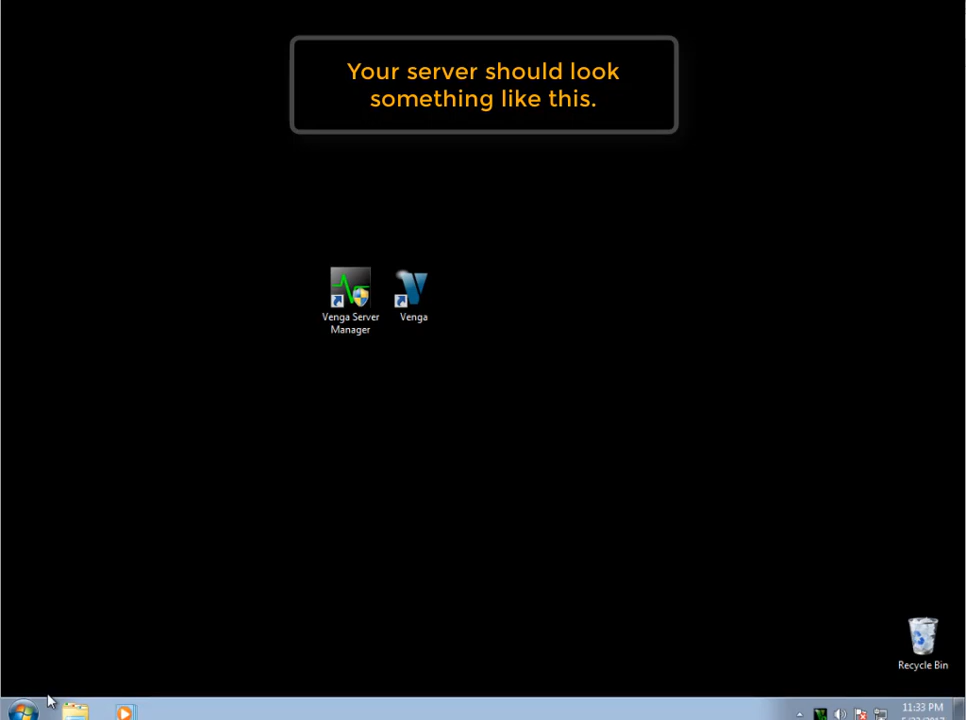 Your server should look
something like this.
Venga Server
Manager
Venga
Recycle Bin
11:33 PM